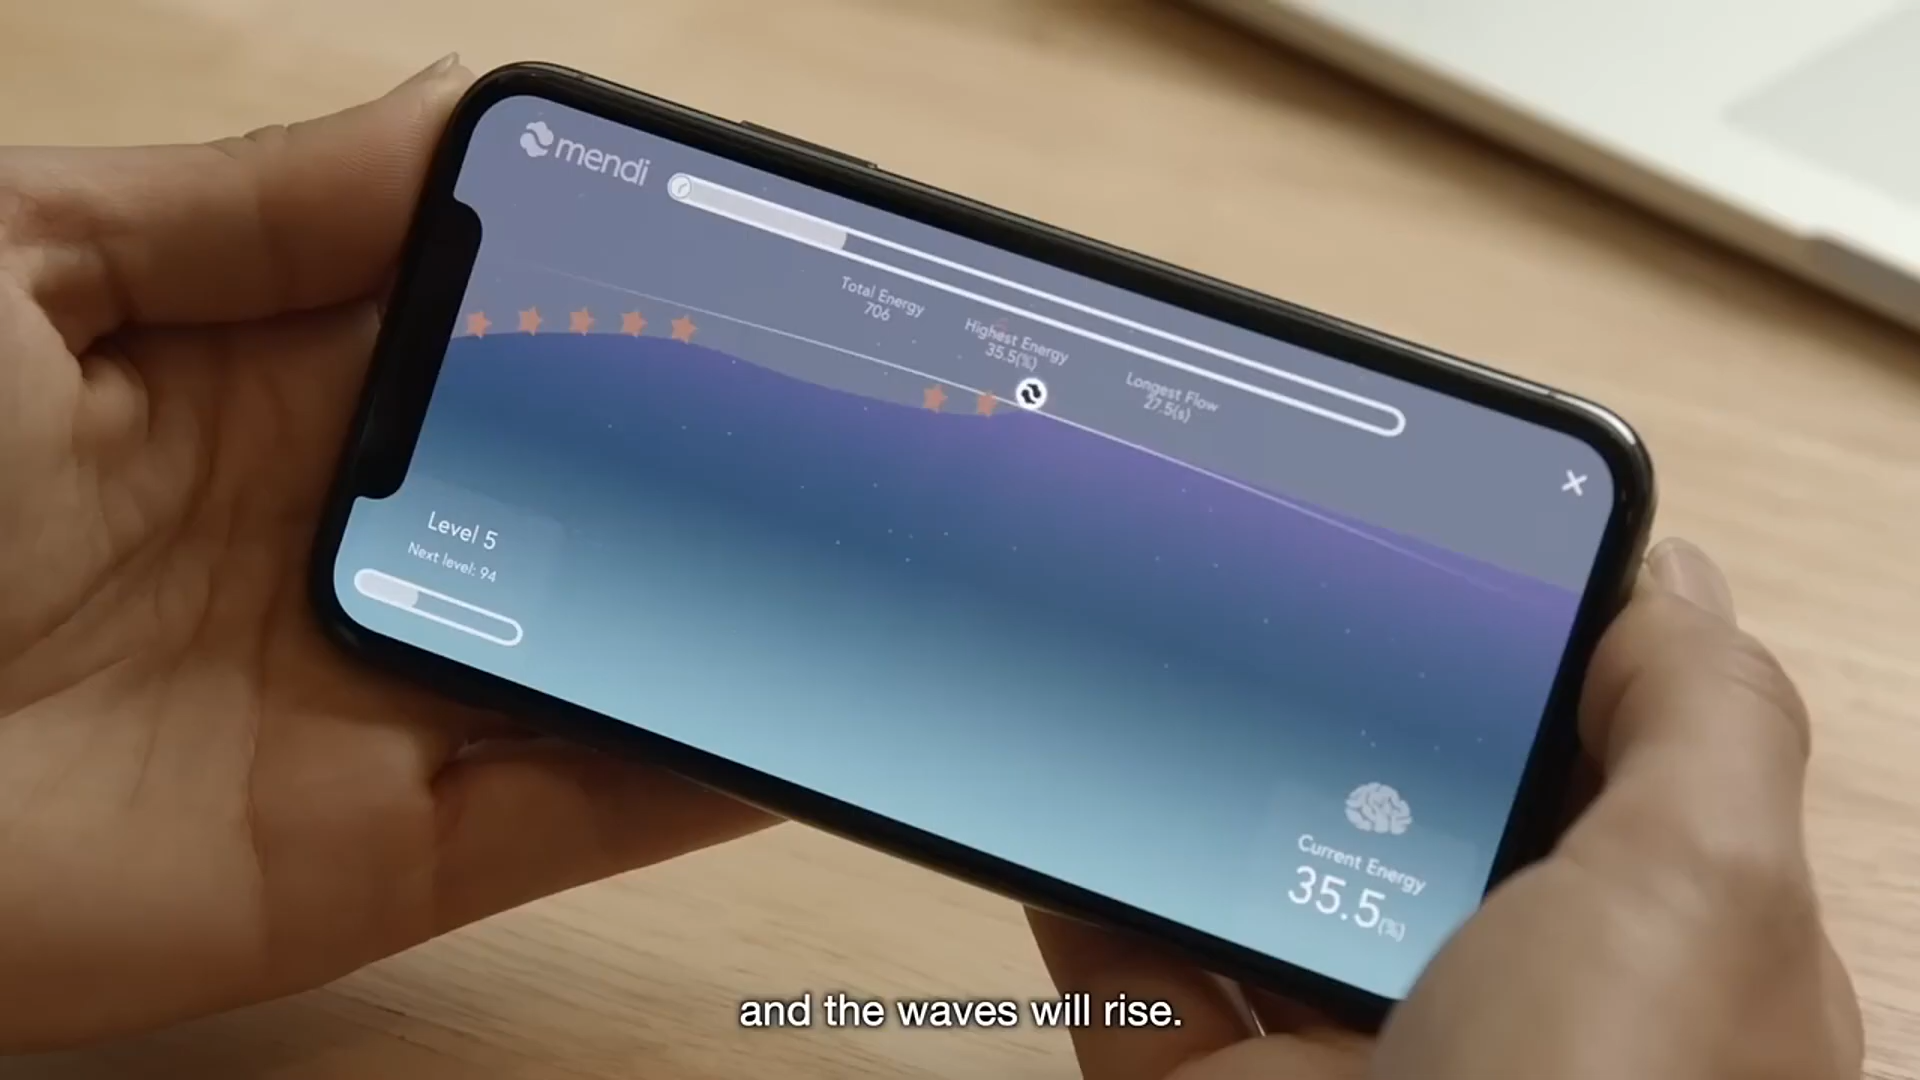 mendi
Total Energy
706
Highest Energy
35.5(%)
Longest Flow
27.5(s)
Level 5
Next level: 94
Current Energy
35.5(%)
and the waves will rise.